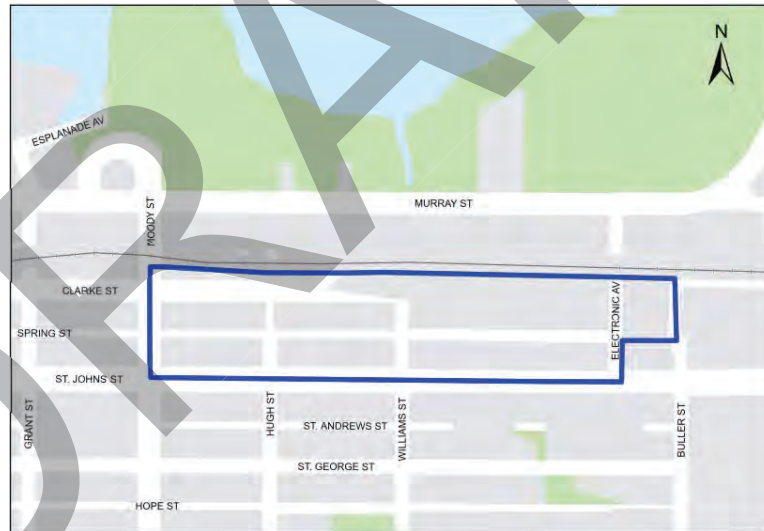 N
ESPLANADE AV
MURRAY ST
MOODY ST
CLARKE ST
ELECTRONIC AV
SPRING ST
ST. JOHNS ST
GRANT ST
HUGH ST
WILLIAMS ST
BULLER ST
ST. ANDREWS ST
ST. GEORGE ST
HOPE ST
DRAFT